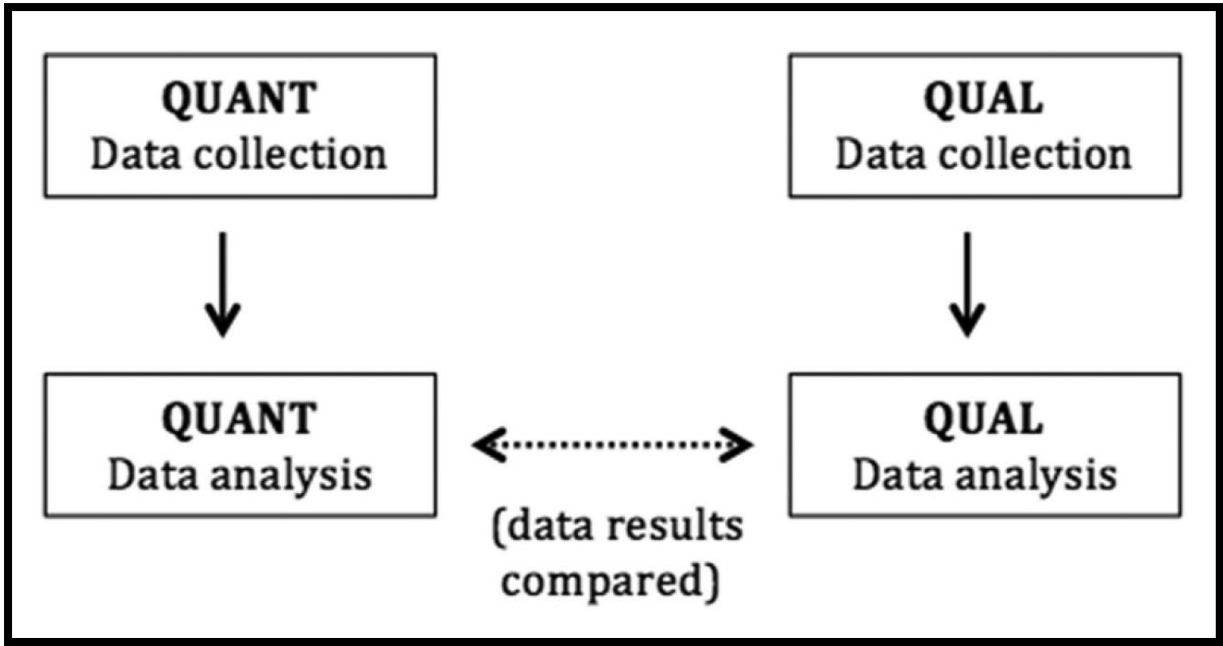 QUANT
Data collection
QUAL
Data collection
QUANT
Data analysis
QUAL
Data analysis
(data results
compared)